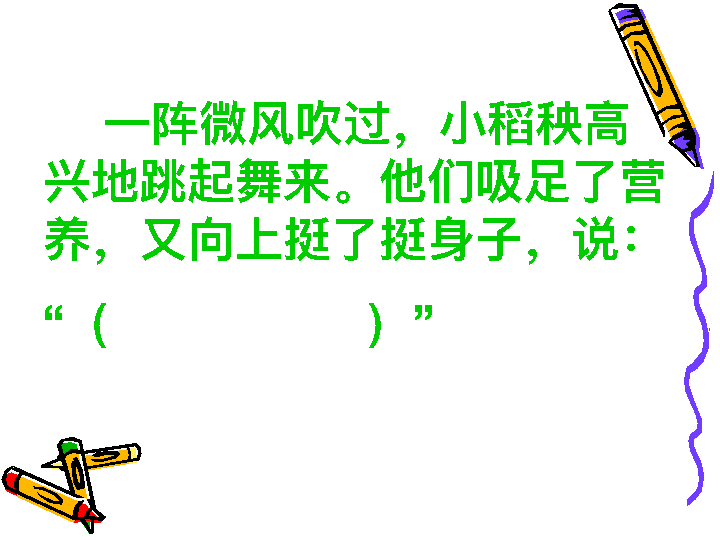 一阵微风吹过，小稻秧高
兴地跳起舞来。他们吸足了营
养，又向上挺了挺身子，说：
“（　　　　　）”